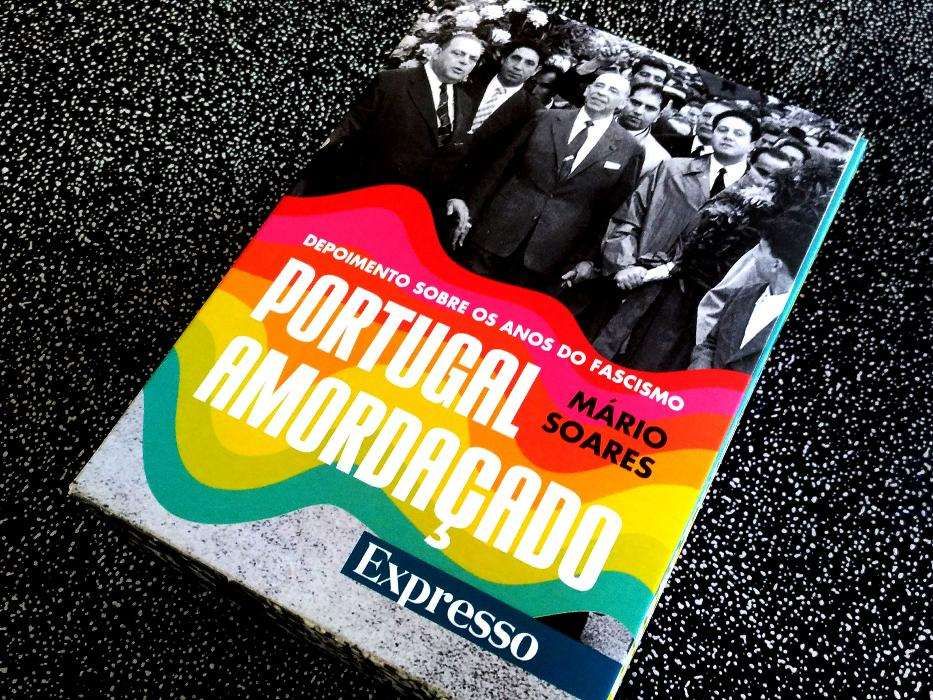 DEPOIMENTO SOBRE OS ANOS DO FASCISMO
PORTUGAL
AMORDAÇADO
MÁRIO
SOARES
Expresso